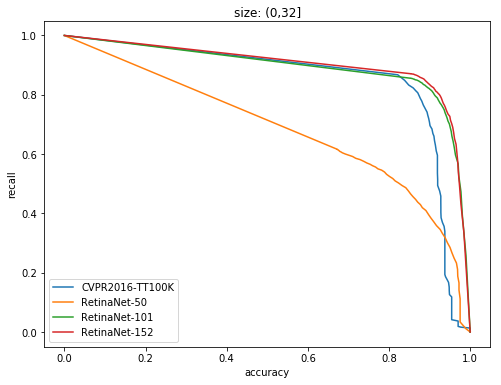 size: (0,32]
recall
1.0
0.8
0.6
0.4
0.2
0.0
CVPR2016-TT100K
RetinaNet-50
RetinaNet-101
RetinaNet-152
0.0 0.2 0.4 0.6 0.8 1.0
accuracy